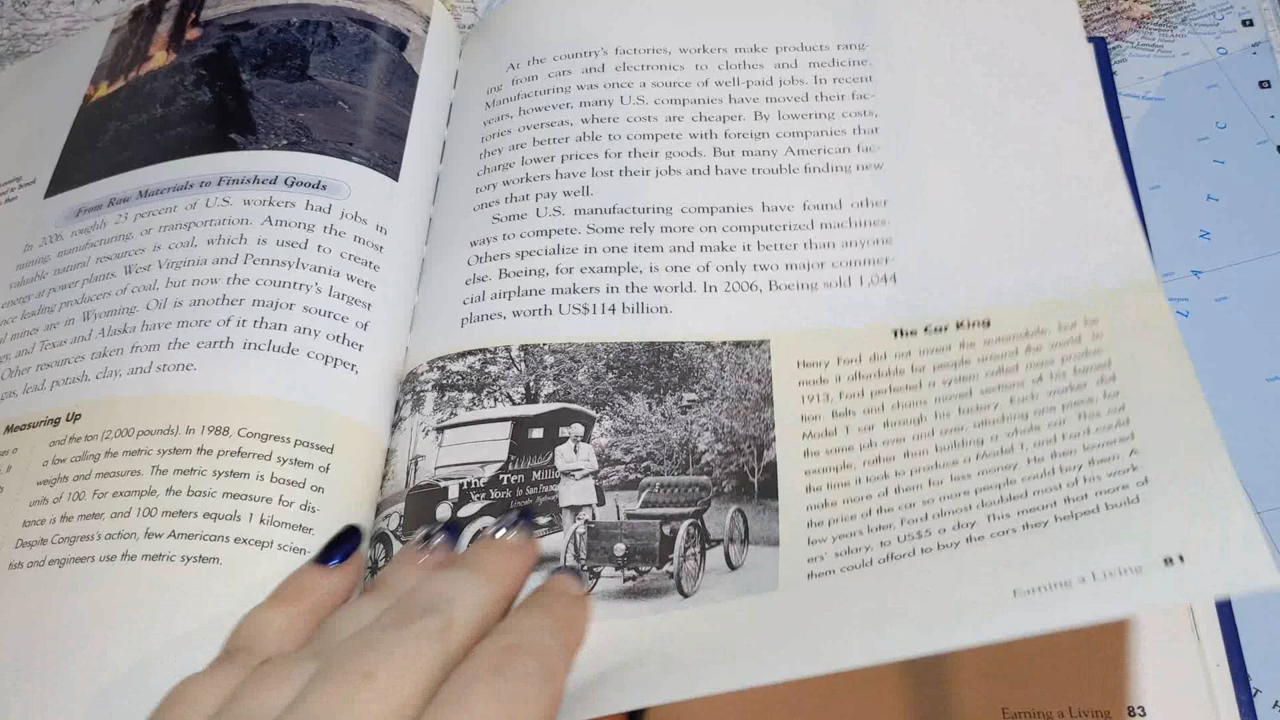 From Raw Materials to Finished Goods
In 2006, roughly 23 percent of U.S. workers had jobs in
mining, manufacturing, or transportation. Among the most
valuable natural resources is coal, which is used to create
energy at power plants. West Virginia and Pennsylvania were
nce leading producers of coal, but now the country's largest
l mines are in Wyoming. Oil is another major source of
gy, and Texas and Alaska have more of it than any other
Other resources taken from the earth include copper,
gas, lead, potash, clay, and stone.
Measuring Up
and the ton (2,000 pounds). In 1988, Congress passed
a law calling the metric system the preferred system of
weights and measures. The metric system is based on
units of 100. For example, the basic measure for dis-
tance is the meter, and 100 meters equals 1 kilometer.
Despite Congress's action, few Americans except scien-
tists and engineers use the metric system.
At the country's factories, workers make products rang-
ing from cars and electronics to clothes and medicine.
Manufacturing was once a source of well-paid jobs. In recent
years, however, many U.S. companies have moved their fac-
tories overseas, where costs are cheaper. By lowering costs,
they are better able to compete with foreign companies that
charge lower prices for their goods. But many American fac-
tory workers have lost their jobs and have trouble finding new
ones that pay well.
Some U.S. manufacturing companies have found other
ways to compete. Some rely more on computerized machines.
Others specialize in one item and make it better than anyone
else. Boeing, for example, is one of only two major commer-
cial airplane makers in the world. In 2006, Boeing sold 1,044
planes, worth US$114 billion.
The Ten Millio
New York to San Franc
Lincoln Highway
The Car King
Henry Ford did not invent the automobile, but he
made it affordable for people around the world. In
1913, Ford perfected a system called mass produc-
tion. Belts and chains moved sections of his famed
Model T car through his factory. Each worker did
the same job over and over, attaching one piece, for
example, rather than building a whole car. This cut
the time it took to produce a Model T, and Ford could
make more of them for less money. He then lowered
the price of the car so more people could buy them. A
few years later, Ford almost doubled most of his work-
ers' salary, to US$5 a day. This meant that more of
them could afford to buy the cars they helped build.
Earning a Living 81
Earning a Living 83